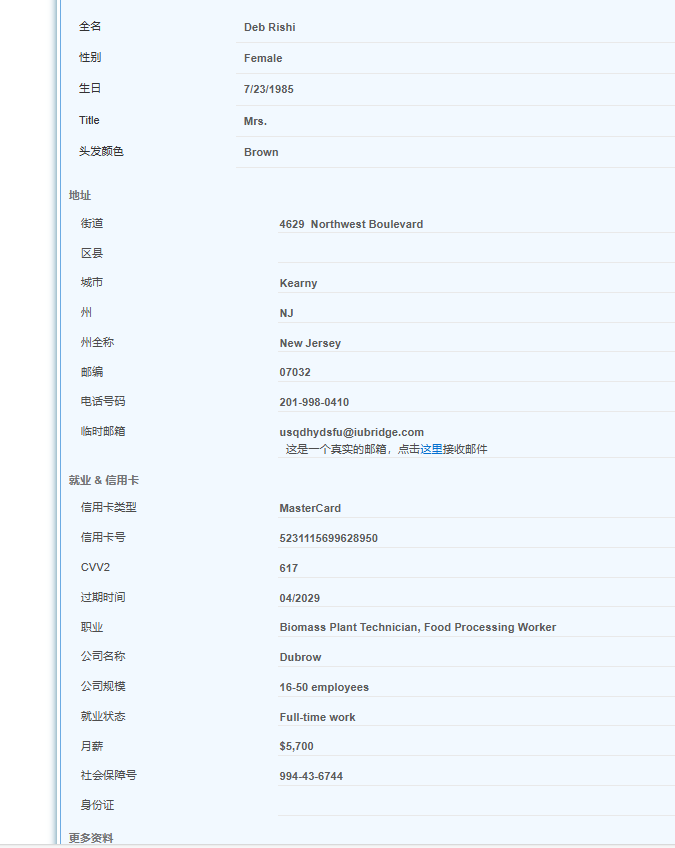 全名 Deb Rishi
性别 Female
生日 7/23/1985
Title Mrs.
头发颜色 Brown
地址
街道 4629  Northwest Boulevard
区县
城市 Kearny
州 NJ
州全称 New Jersey
邮编 07032
电话号码 201-998-0410
临时邮箱 usqdhydsfu@iubridge.com
这是一个真实的邮箱，点击这里接收邮件
就业 & 信用卡
信用卡类型 MasterCard
信用卡号 5231115699628950
CVV2 617
过期时间 04/2029
职业 Biomass Plant Technician, Food Processing Worker
公司名称 Dubrow
公司规模 16-50 employees
就业状态 Full-time work
月薪 $5,700
社会保障号 994-43-6744
身份证
更多资料